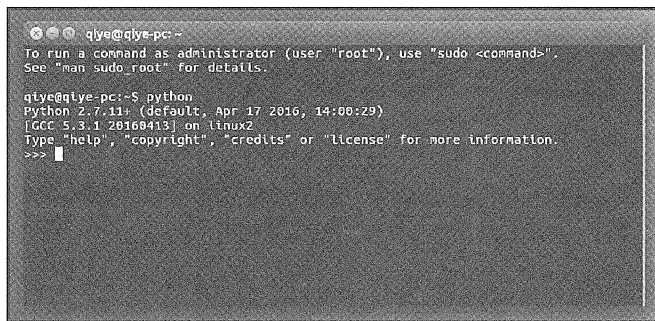 qiye@qiye-pc: ~
To run a command as administrator (user "root"), use "sudo <command>".
See "man sudo_root" for details.
qiye@qiye-pc:~$ python
Python 2.7.11+ (default, Apr 17 2016, 14:00:29)
[GCC 5.3.1 20160413] on linux2
Type "help", "copyright", "credits" or "license" for more information.
>>>